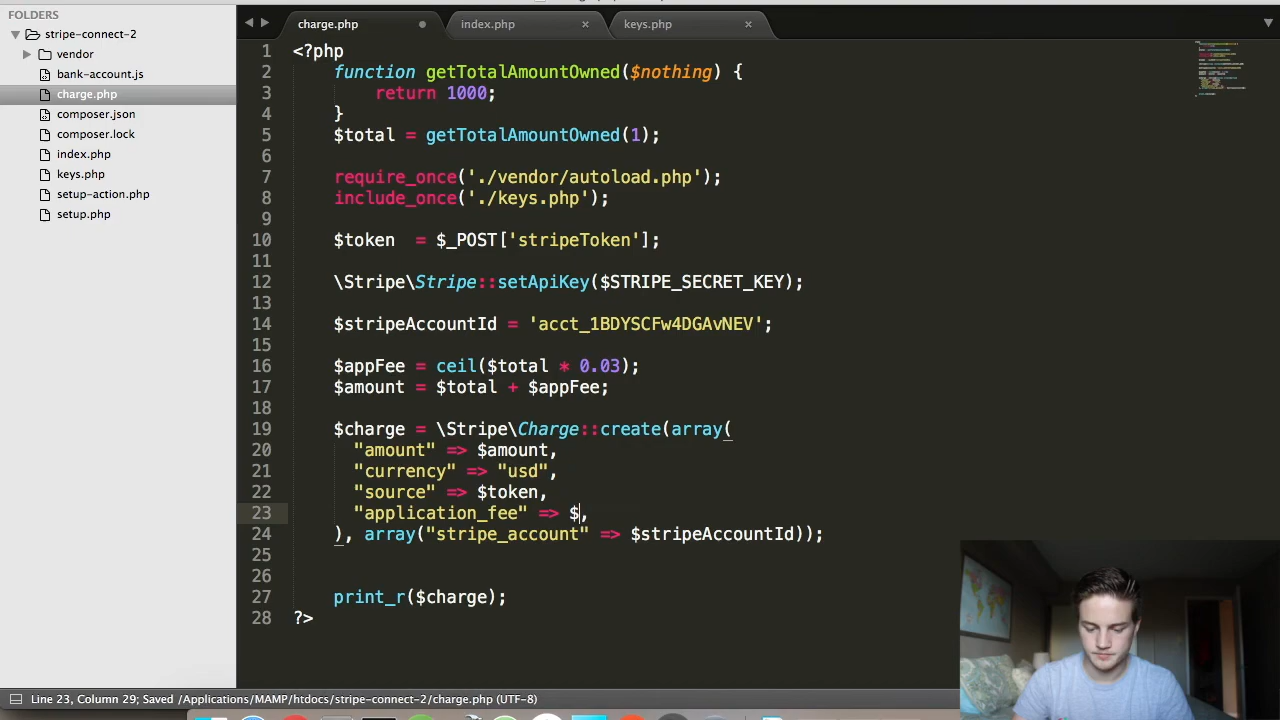 FOLDERS
stripe-connect-2
vendor
bank-account.js
charge.php
composer.json
composer.lock
index.php
keys.php
setup-action.php
setup.php
charge.php
index.php
keys.php
1 <?php
2 function getTotalAmountOwned($nothing) {
3 return 1000;
4 }
5 $total = getTotalAmountOwned(1);
6
7 require_once('./vendor/autoload.php');
8 include_once('./keys.php');
9
10 $token  = $_POST['stripeToken'];
11
12 \Stripe\Stripe::setApiKey($STRIPE_SECRET_KEY);
13
14 $stripeAccountId = 'acct_1BDYSCFw4DGAvNEV';
15
16 $appFee = ceil($total * 0.03);
17 $amount = $total + $appFee;
18
19 $charge = \Stripe\Charge::create(array(
20 "amount" => $amount,
21 "currency" => "usd",
22 "source" => $token,
23 "application_fee" => $,
24 ), array("stripe_account" => $stripeAccountId));
25
26
27 print_r($charge);
28 ?>
Line 23, Column 29; Saved /Applications/MAMP/htdocs/stripe-connect-2/charge.php (UTF-8)